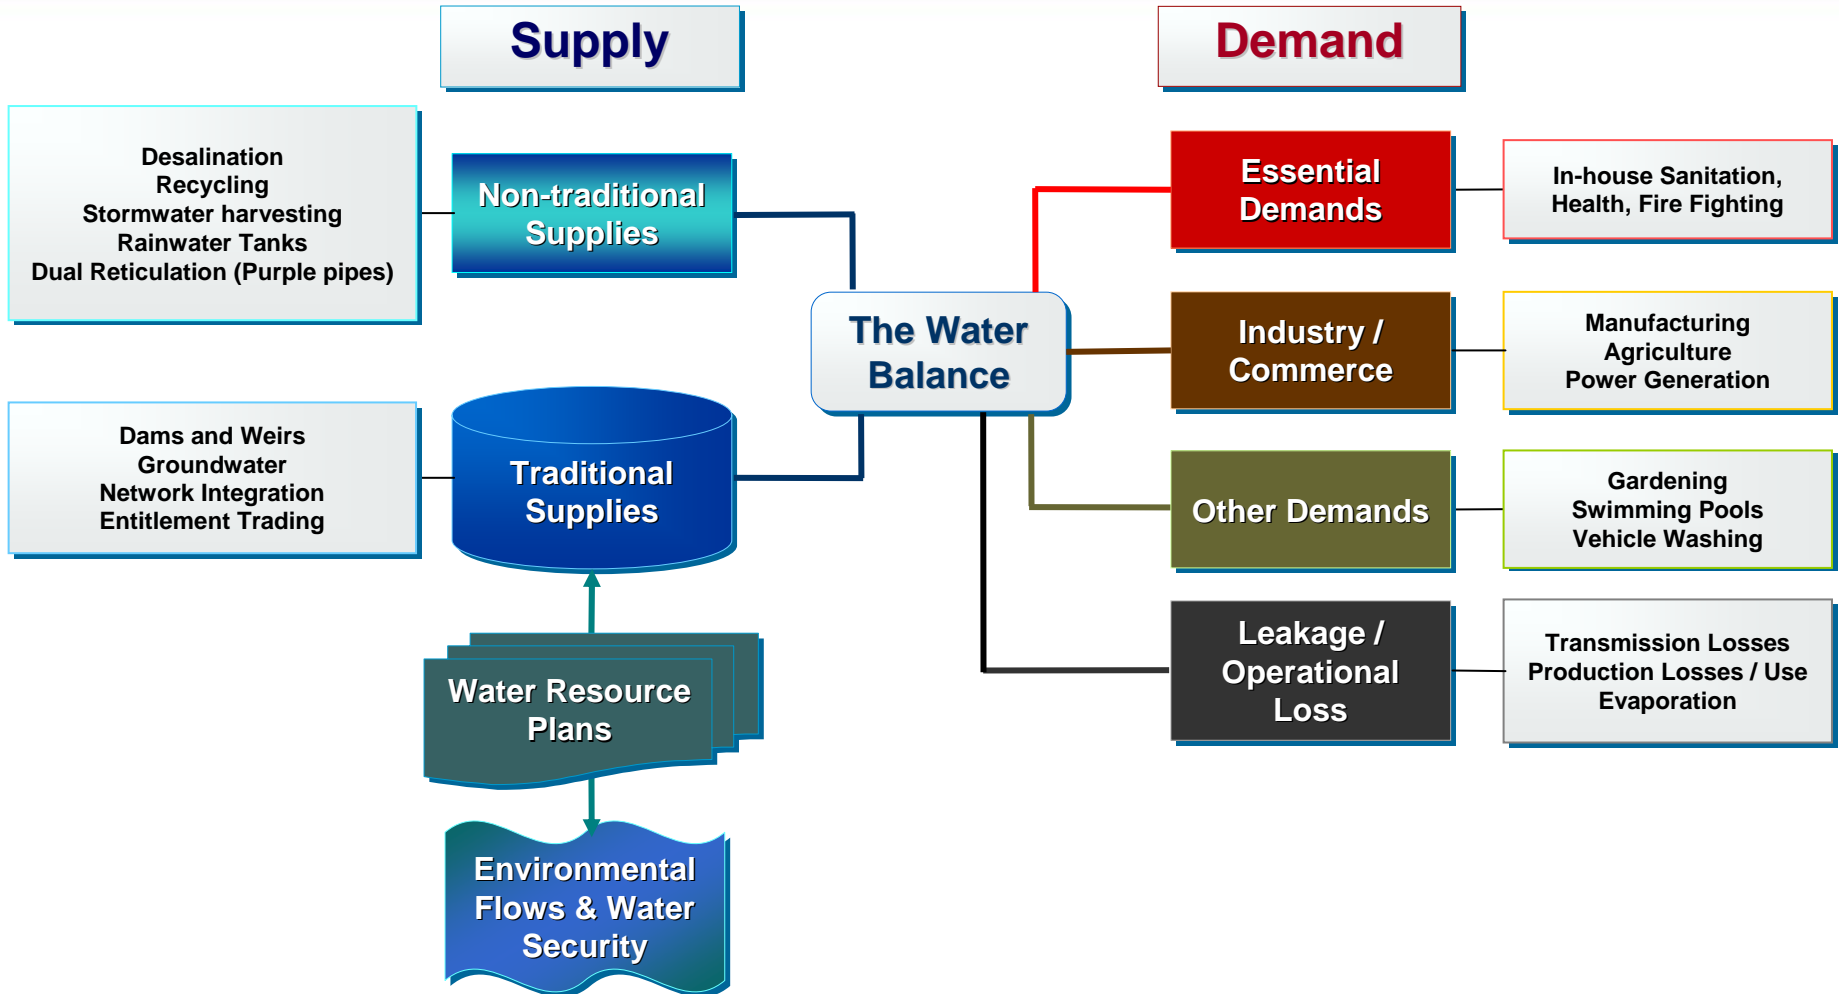 Supply
Demand
Desalination
Recycling
Stormwater harvesting
Rainwater Tanks
Dual Reticulation (Purple pipes)
Non-traditional
Supplies
Dams and Weirs
Groundwater
Network Integration
Entitlement Trading
Traditional
Supplies
Water Resource
Plans
Environmental
Flows & Water
Security
The Water
Balance
Essential
Demands
In-house Sanitation,
Health, Fire Fighting
Industry /
Commerce
Manufacturing
Agriculture
Power Generation
Other Demands
Gardening
Swimming Pools
Vehicle Washing
Leakage /
Operational
Loss
Transmission Losses
Production Losses / Use
Evaporation